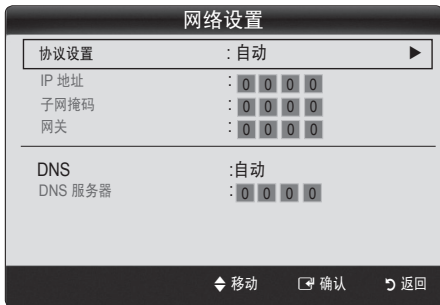 网络设置
协议设置 : 自动 ▶
IP 地址 : 0 0 0 0
子网掩码 : 0 0 0 0
网关 : 0 0 0 0
DNS :自动
DNS 服务器 : 0 0 0 0
移动 确认 返回